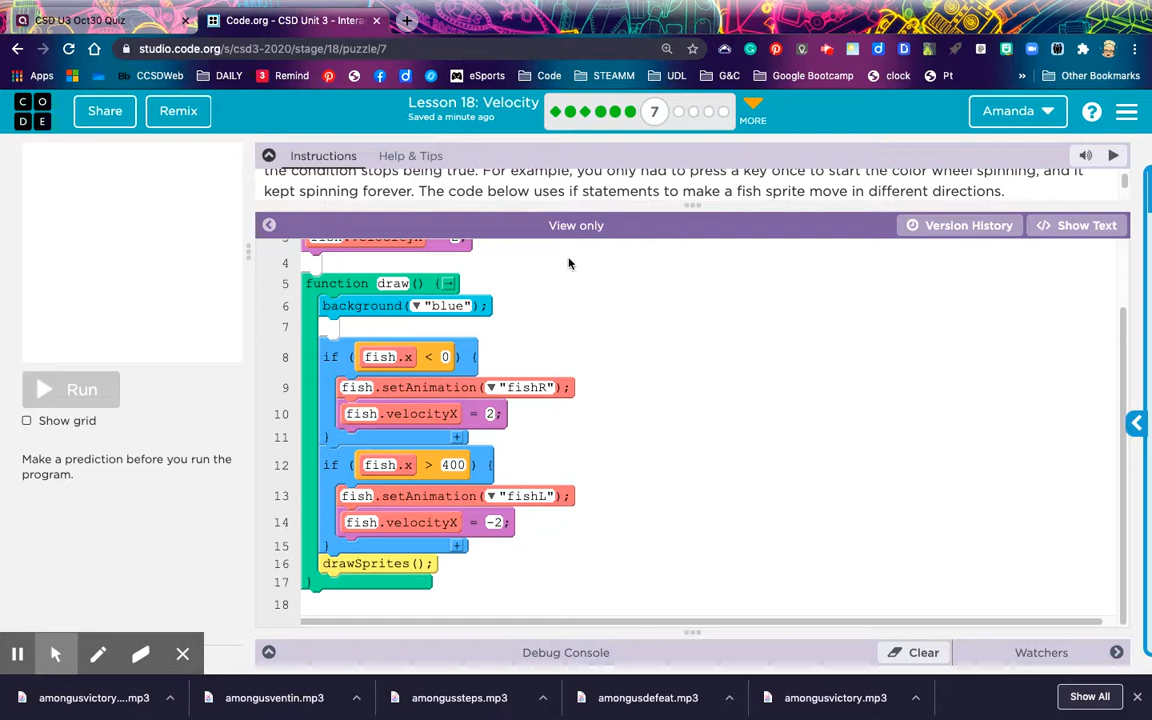 CSD U3 Oct30 Quiz
Code.org - CSD Unit 3 - Intera
studio.code.org/s/csd3-2020/stage/18/puzzle/7
Apps
CCSDWeb
DAILY
3 Remind
eSports
Code
STEAMM
UDL
G&C
Google Bootcamp
clock
Pt
»
Other Bookmarks
CO
DE
Share
Remix
Lesson 18: Velocity
Saved a minute ago
7
MORE
Amanda
Instructions
Help & Tips
the condition stops being true. For example, you only had to press a key once to start the color wheel spinning, and it
kept spinning forever. The code below uses if statements to make a fish sprite move in different directions.
View only
Version History
</> Show Text
4
5 function draw() {
6 background("blue");
7
8 if (fish.x < 0) {
9 fish.setAnimation("fishR");
10 fish.velocityX = 2;
11 }
12 if (fish.x > 400) {
13 fish.setAnimation("fishL");
14 fish.velocityX = -2;
15 }
16 drawSprites();
17 }
18
Run
Show grid
Make a prediction before you run the
program.
Debug Console
Clear
Watchers
amongusvictory....mp3
amongusventin.mp3
amongussteps.mp3
amongusdefeat.mp3
amongusvictory.mp3
Show All